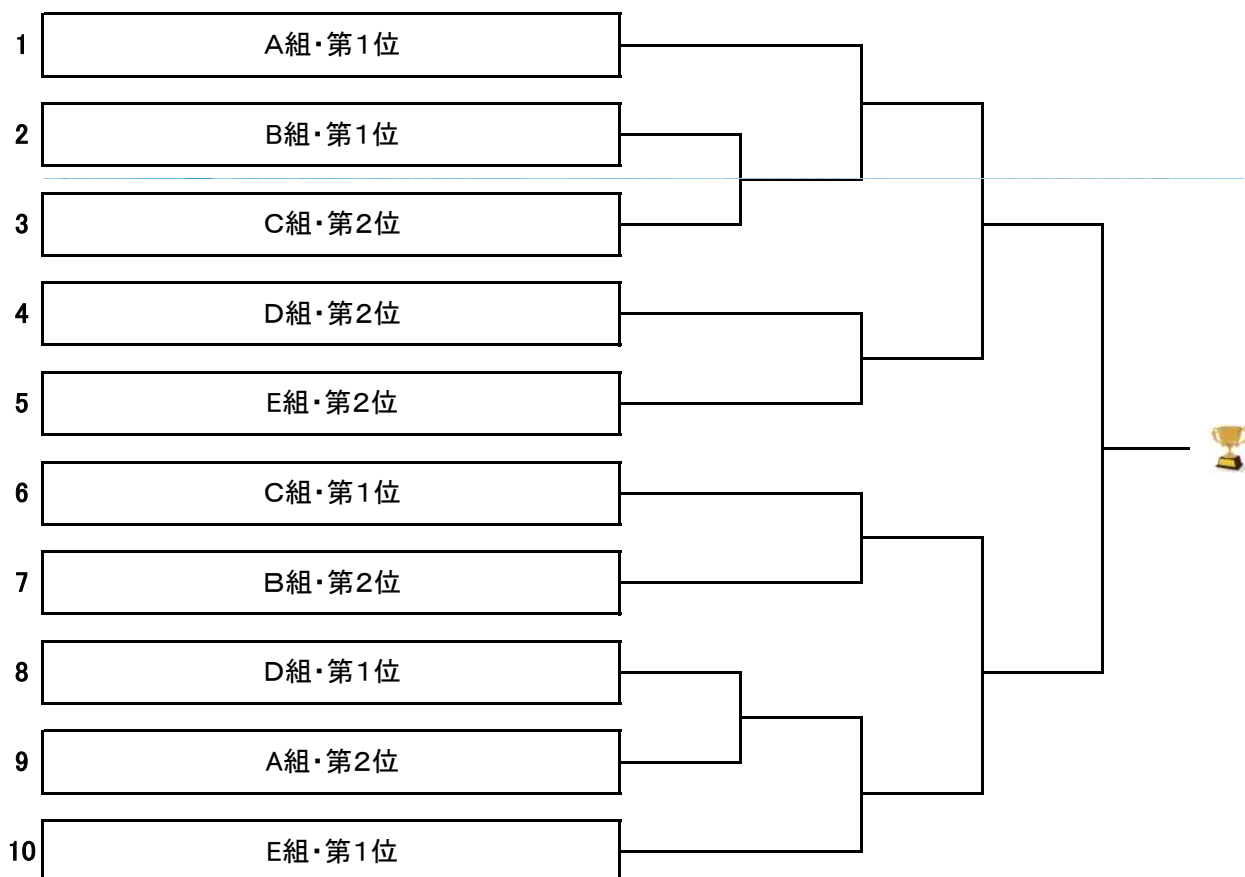 1 A組・第1位
2 B組・第1位
3 C組・第2位
4 D組・第2位
5 E組・第2位
6 C組・第1位
7 B組・第2位
8 D組・第1位
9 A組・第2位
10 E組・第1位